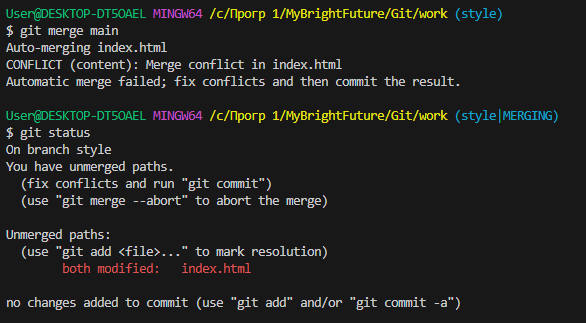 User@DESKTOP-DT5OAEL MINGW64 /c/Прогр 1/MyBrightFuture/Git/work (style)
$ git merge main
Auto-merging index.html
CONFLICT (content): Merge conflict in index.html
Automatic merge failed; fix conflicts and then commit the result.

User@DESKTOP-DT5OAEL MINGW64 /c/Прогр 1/MyBrightFuture/Git/work (style|MERGING)
$ git status
On branch style
You have unmerged paths.
  (fix conflicts and run "git commit")
  (use "git merge --abort" to abort the merge)

Unmerged paths:
  (use "git add <file>..." to mark resolution)
        both modified:   index.html

no changes added to commit (use "git add" and/or "git commit -a")